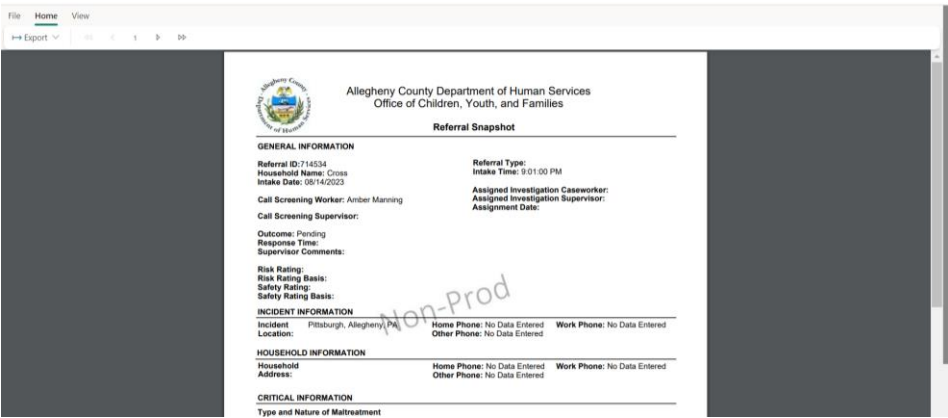 File Home View
Export 1
Allegheny County Department of Human Services
Office of Children, Youth, and Families
Referral Snapshot
GENERAL INFORMATION
Referral ID:714534 Referral Type:
Household Name: Cross Intake Time: 9:01:00 PM
Intake Date: 08/14/2023
Assigned Investigation Caseworker:
Call Screening Worker: Amber Manning Assigned Investigation Supervisor:
Assignment Date:
Call Screening Supervisor:
Outcome: Pending
Response Time:
Supervisor Comments:
Risk Rating:
Risk Rating Basis:
Safety Rating:
Safety Rating Basis:
Non-Prod
INCIDENT INFORMATION
Incident Pittsburgh, Allegheny, PA Home Phone: No Data Entered Work Phone: No Data Entered
Location: Other Phone: No Data Entered
HOUSEHOLD INFORMATION
Household Home Phone: No Data Entered Work Phone: No Data Entered
Address: Other Phone: No Data Entered
CRITICAL INFORMATION
Type and Nature of Maltreatment